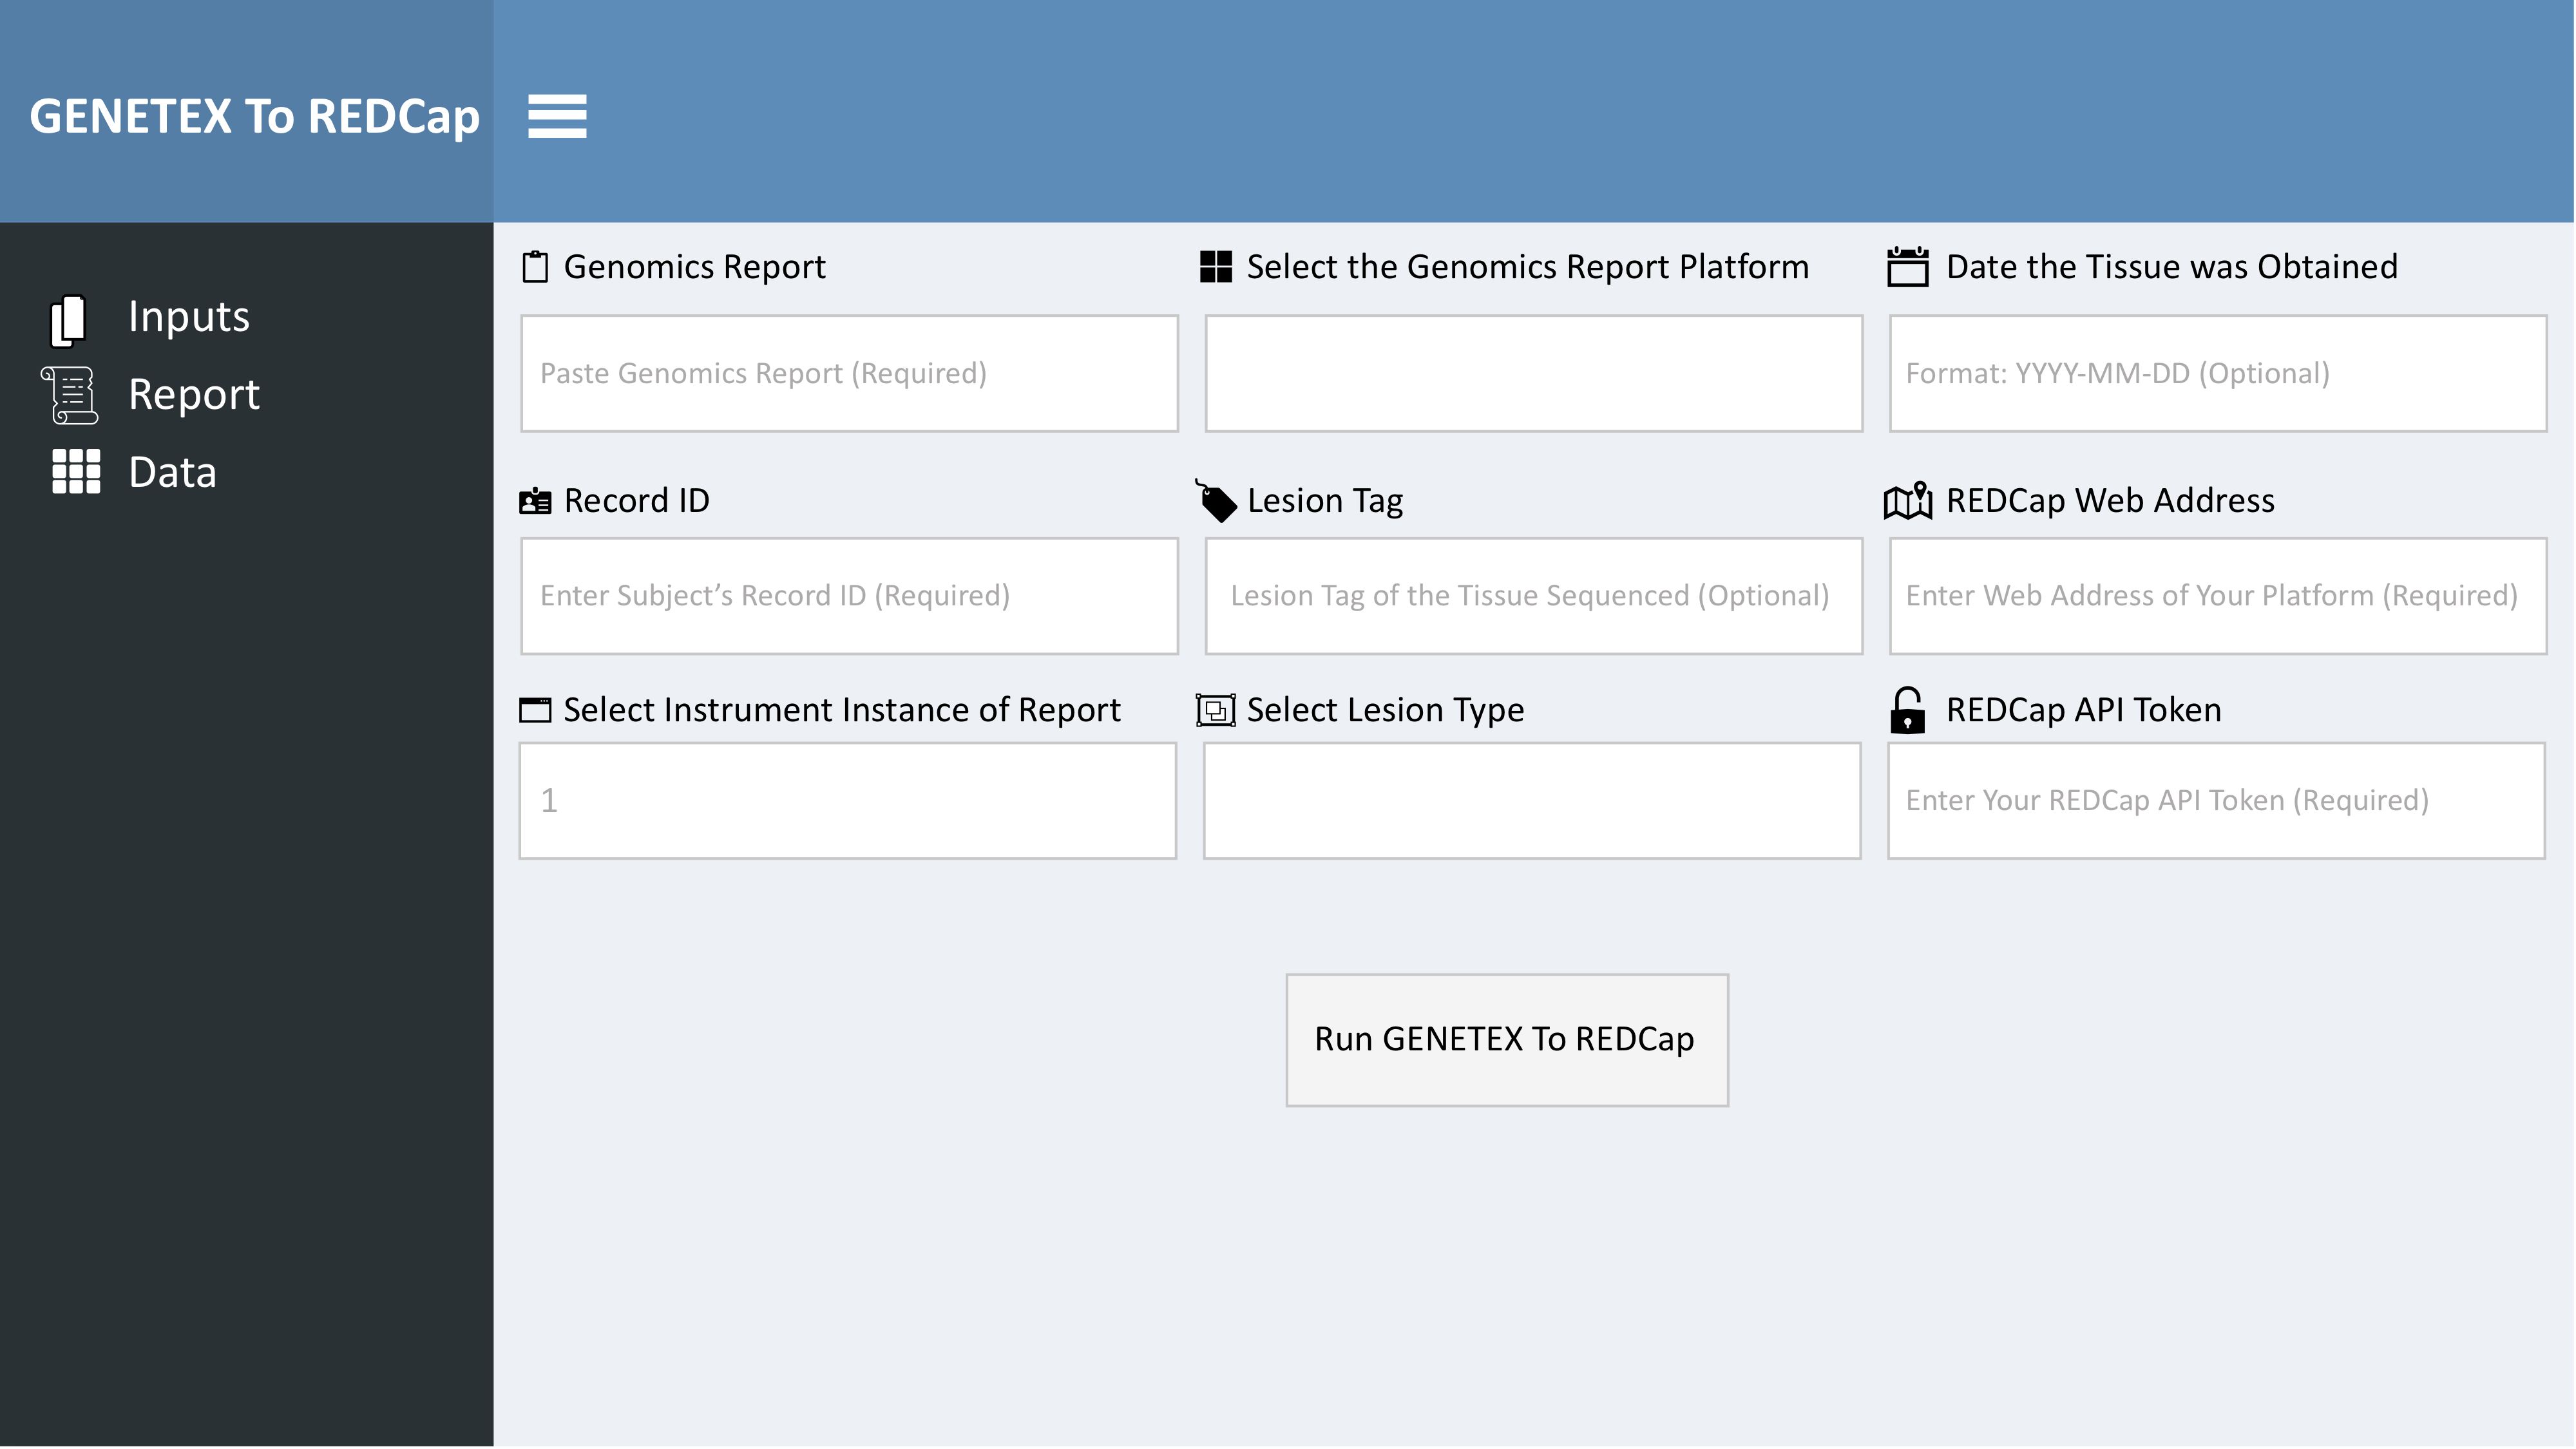 GENETEX To REDCap
Inputs
Report
Data
Genomics Report
Select the Genomics Report Platform
Date the Tissue was Obtained
Paste Genomics Report (Required)
Format: YYYY-MM-DD (Optional)
Record ID
Lesion Tag
REDCap Web Address
Enter Subject’s Record ID (Required)
Lesion Tag of the Tissue Sequenced (Optional)
Enter Web Address of Your Platform (Required)
Select Instrument Instance of Report
Select Lesion Type
REDCap API Token
1
Enter Your REDCap API Token (Required)
Run GENETEX To REDCap